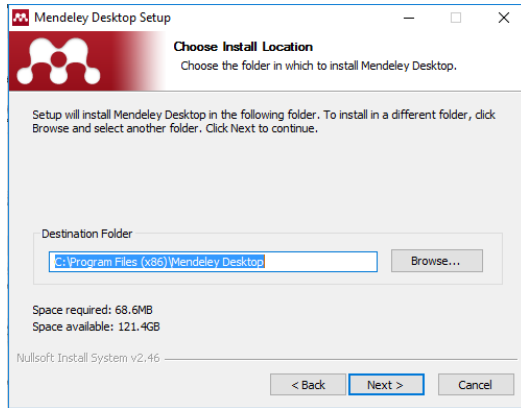 Mendeley Desktop Setup
Choose Install Location
Choose the folder in which to install Mendeley Desktop.
Setup will install Mendeley Desktop in the following folder. To install in a different folder, click
Browse and select another folder. Click Next to continue.
Destination Folder
C:\Program Files (x86)\Mendeley Desktop
Browse...
Space required: 68.6MB
Space available: 121.4GB
Nullsoft Install System v2.46
< Back Next > Cancel